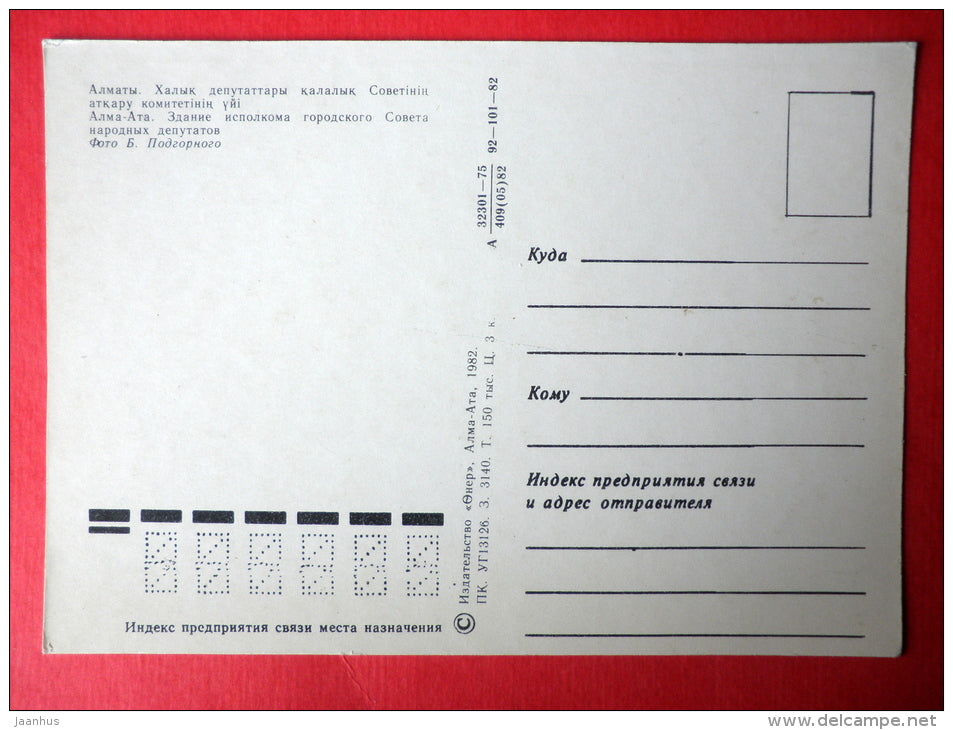 Алматы. Халық депутаттары қалалық Советінің
атқару комитетінің үйі
Алма-Ата. Здание исполкома городского Совета
народных депутатов
Фото Б. Подгорного
Индекс предприятия связи места назначения
© Издательство «Өнер», Алма-Ата, 1982.
ПК. УГ13126. З. 3140. Т. 150 тыс. Ц. 3 к.
А 32301—75 92—101—82
409(05)82
Куда
Кому
Индекс предприятия связи
и адрес отправителя
Jaanhus
www.delcampe.net